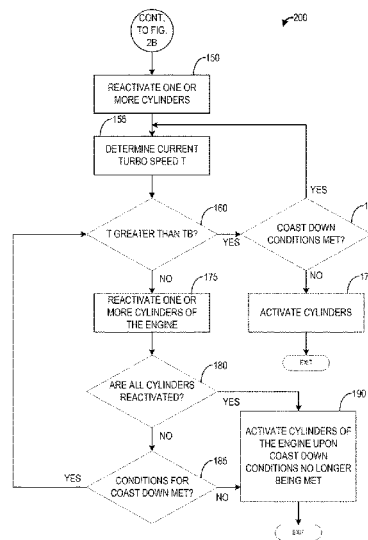 CONT.
TO FIG.
2B
200
150
REACTIVATE ONE OR
MORE CYLINDERS
155
DETERMINE CURRENT
TURBO SPEED T
160
T GREATER THAN TB?
YES
YES
COAST DOWN
CONDITIONS MET?
NO
NO
175
REACTIVATE ONE OR
MORE CYLINDERS OF
THE ENGINE
ACTIVATE CYLINDERS
EXIT
180
ARE ALL CYLINDERS
REACTIVATED?
YES
190
ACTIVATE CYLINDERS OF
THE ENGINE UPON
COAST DOWN
CONDITIONS NO LONGER
BEING MET
NO
185
YES
CONDITIONS FOR
COAST DOWN MET?
NO
EXIT